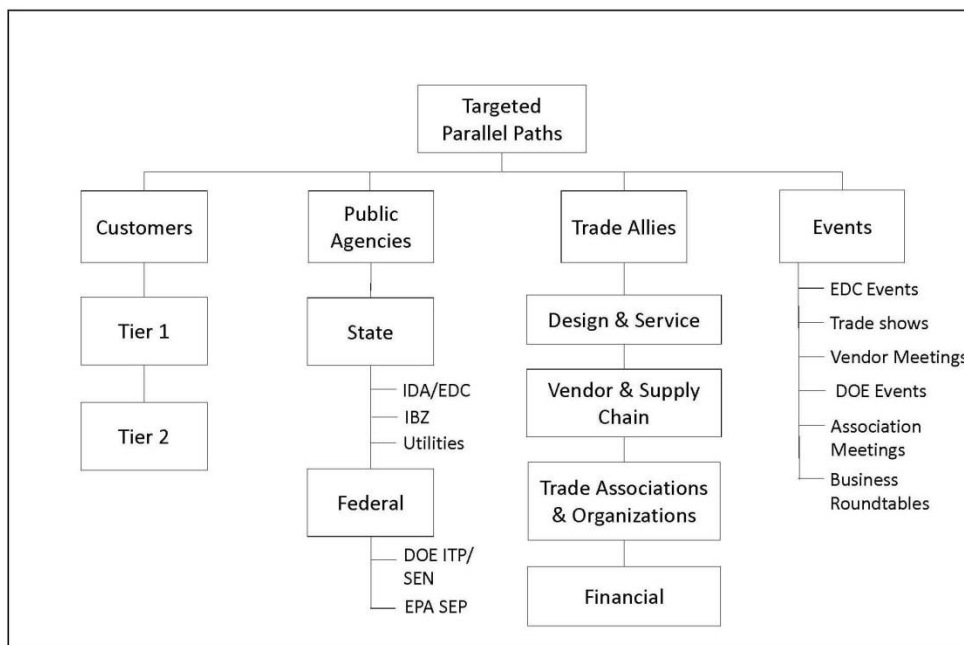 Targeted
Parallel Paths
Customers
Tier 1
Tier 2
Public
Agencies
State
IDA/EDC
IBZ
Utilities
Federal
DOE ITP/
SEN
EPA SEP
Trade Allies
Design & Service
Vendor & Supply
Chain
Trade Associations
& Organizations
Financial
Events
EDC Events
Trade shows
Vendor Meetings
DOE Events
Association
Meetings
Business
Roundtables